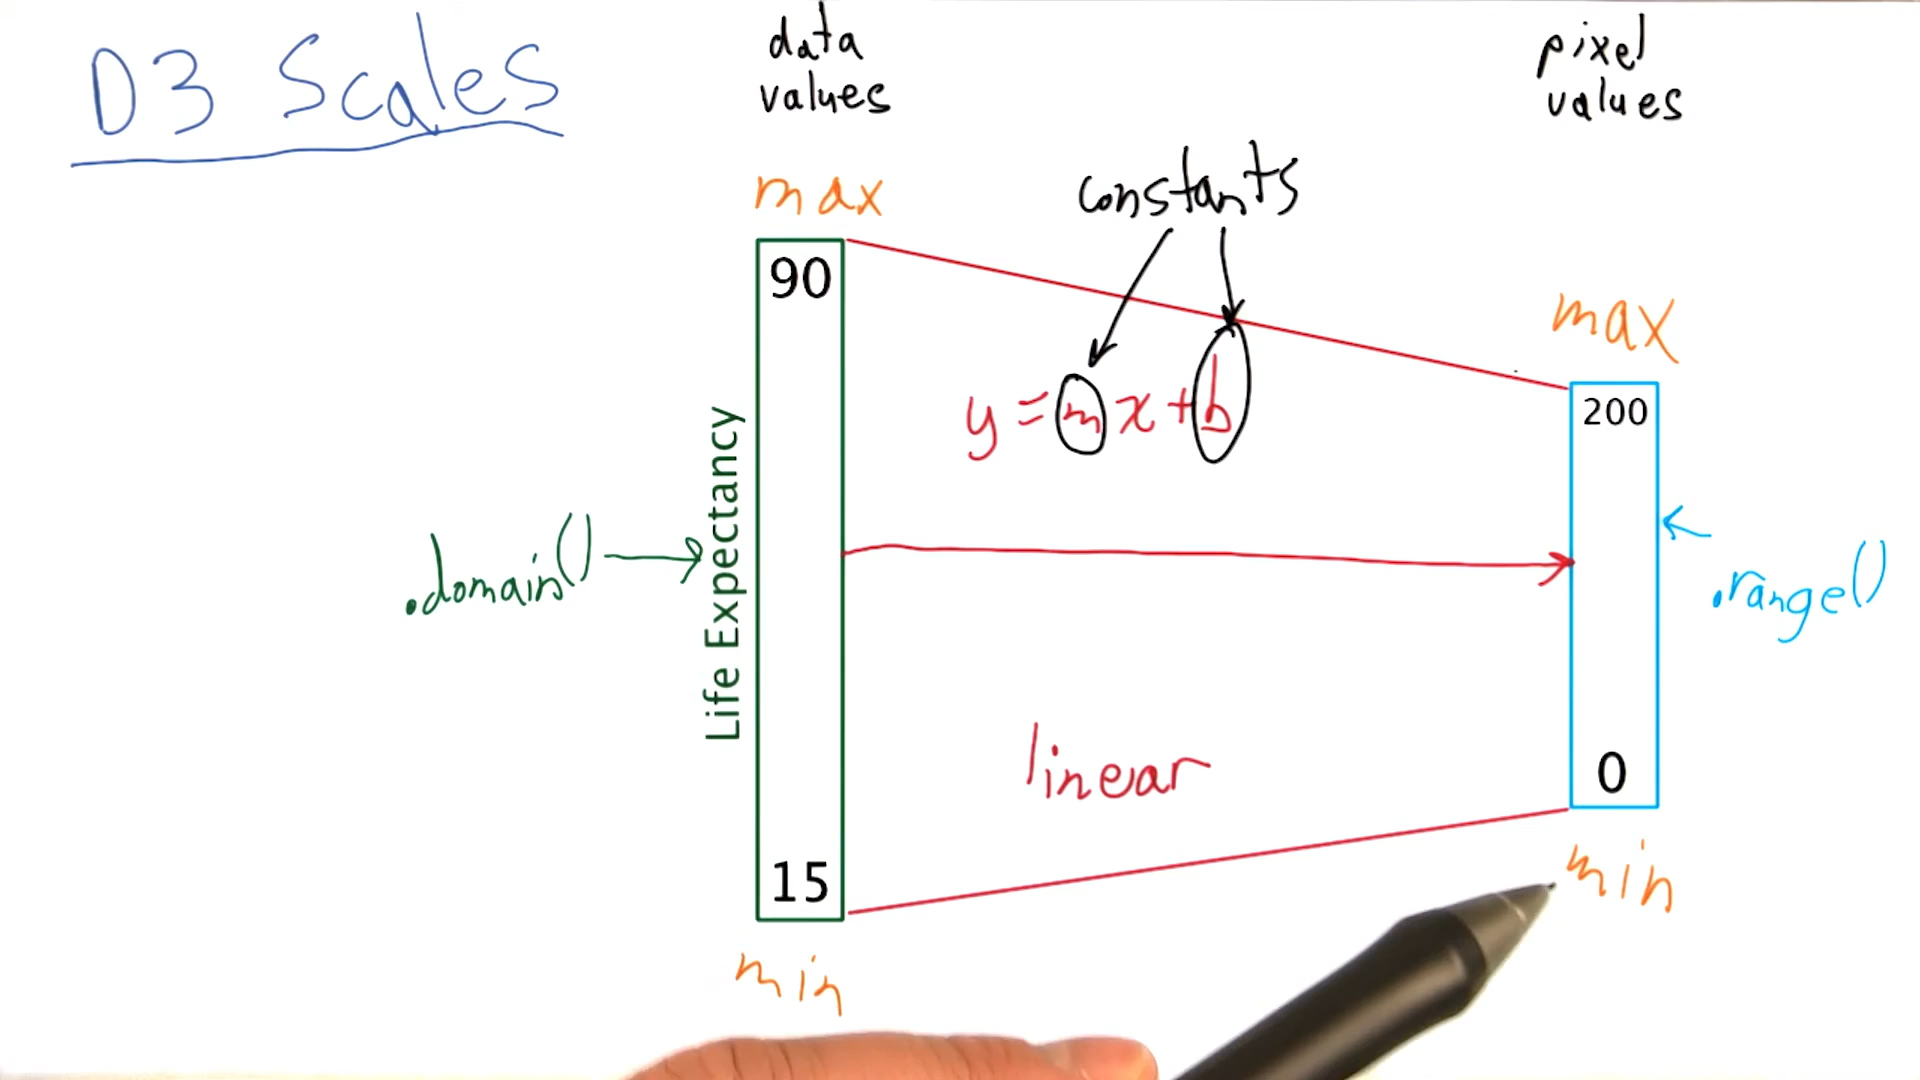 D3 Scales
data
values
pixel
values
constants
max
90
max
y = mx + b
200
Life Expectancy
.domain()
.range()
linear
0
15
min
min